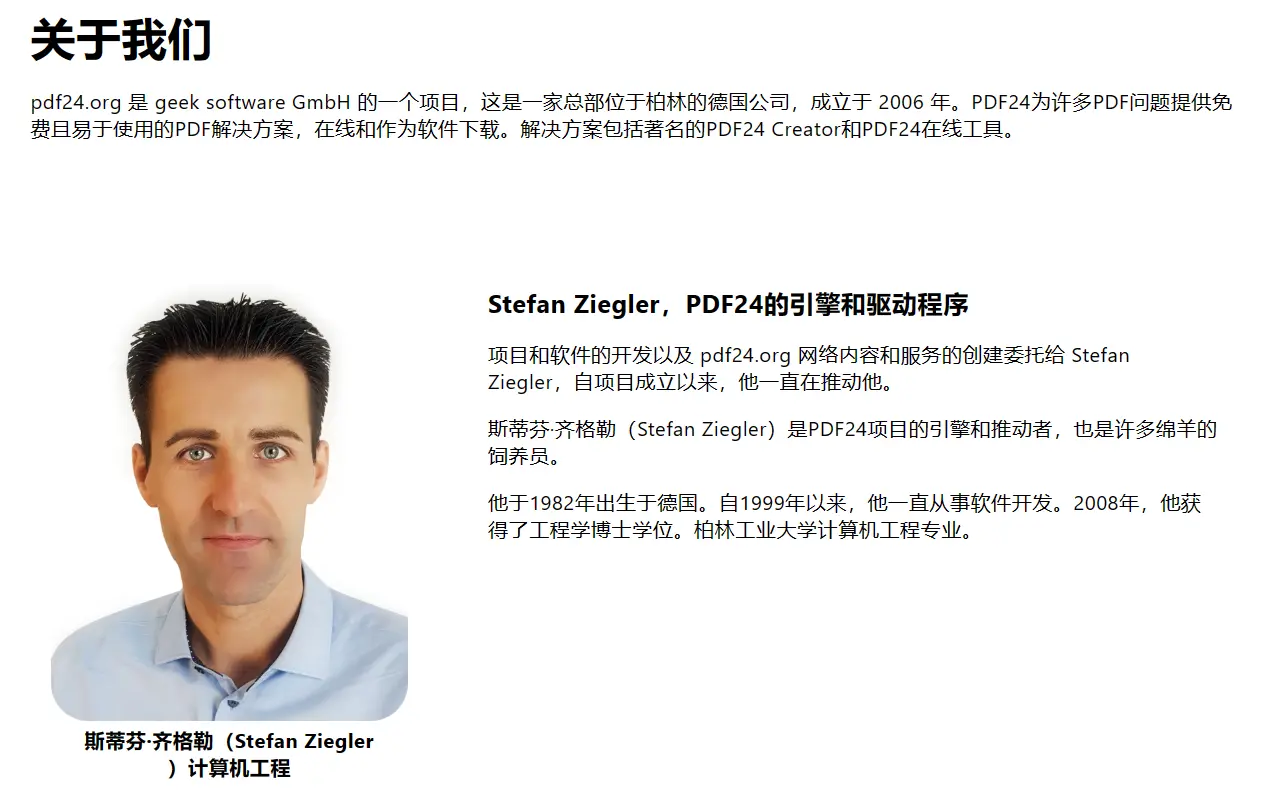 关于我们
pdf24.org 是 geek software GmbH 的一个项目，这是一家总部位于柏林的德国公司，成立于 2006 年。PDF24为许多PDF问题提供免
费且易于使用的PDF解决方案，在线和作为软件下载。解决方案包括著名的PDF24 Creator和PDF24在线工具。
Stefan Ziegler，PDF24的引擎和驱动程序
项目和软件的开发以及 pdf24.org 网络内容和服务的创建委托给 Stefan
Ziegler，自项目成立以来，他一直在推动他。
斯蒂芬·齐格勒（Stefan Ziegler）是PDF24项目的引擎和推动者，也是许多绵羊的
饲养员。
他于1982年出生于德国。自1999年以来，他一直从事软件开发。2008年，他获
得了工程学博士学位。柏林工业大学计算机工程专业。
斯蒂芬·齐格勒（Stefan Ziegler
）计算机工程